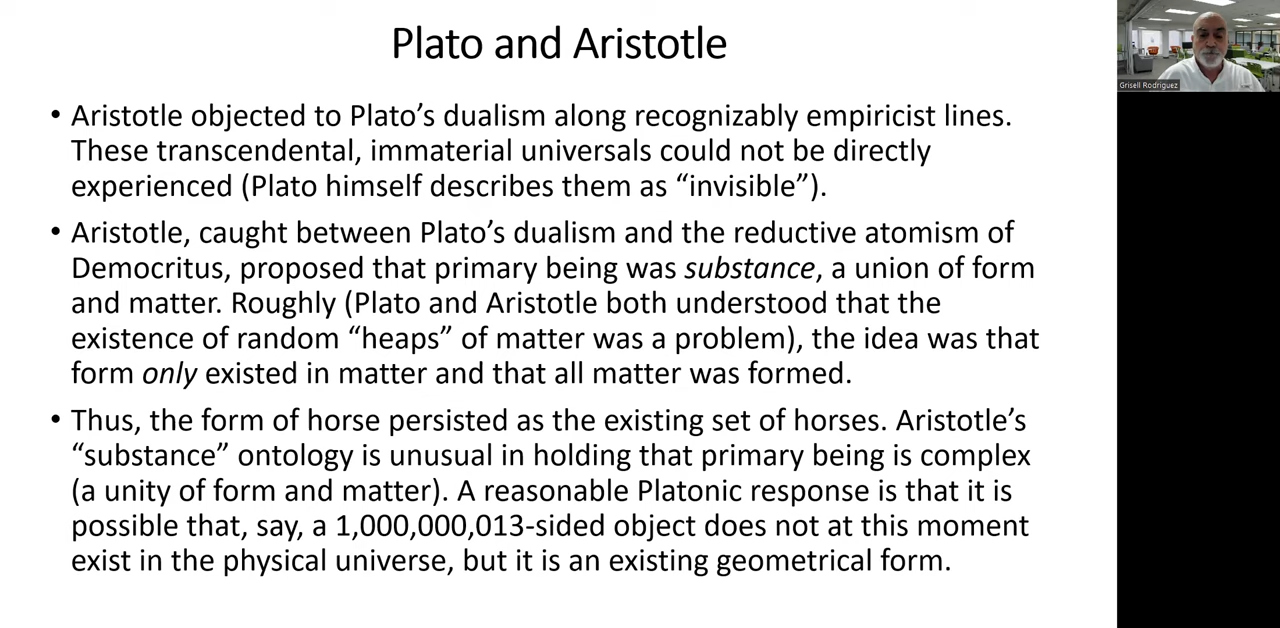 Plato and Aristotle
• Aristotle objected to Plato’s dualism along recognizably empiricist lines.
These transcendental, immaterial universals could not be directly
experienced (Plato himself describes them as “invisible”).
• Aristotle, caught between Plato’s dualism and the reductive atomism of
Democritus, proposed that primary being was substance, a union of form
and matter. Roughly (Plato and Aristotle both understood that the
existence of random “heaps” of matter was a problem), the idea was that
form only existed in matter and that all matter was formed.
• Thus, the form of horse persisted as the existing set of horses. Aristotle’s
“substance” ontology is unusual in holding that primary being is complex
(a unity of form and matter). A reasonable Platonic response is that it is
possible that, say, a 1,000,000,013-sided object does not at this moment
exist in the physical universe, but it is an existing geometrical form.
Grisell Rodriguez